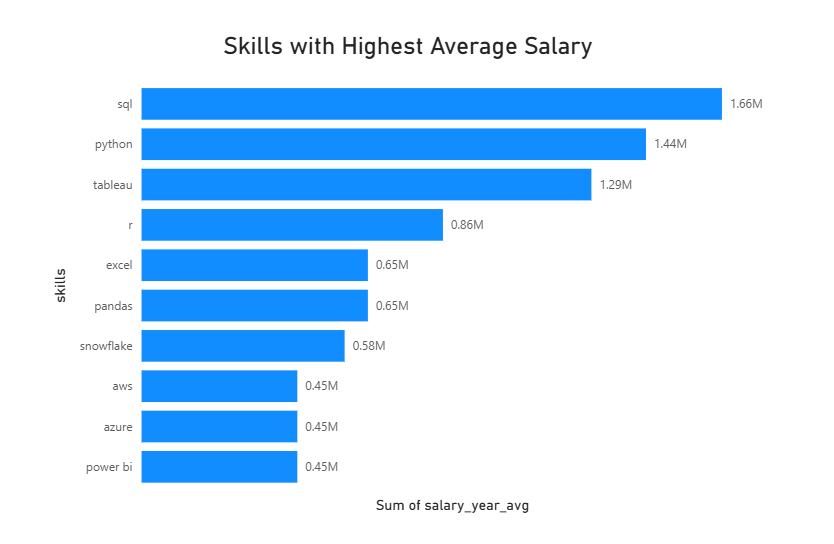 Skills with Highest Average Salary
skills
sql 1.66M
python 1.44M
tableau 1.29M
r 0.86M
excel 0.65M
pandas 0.65M
snowflake 0.58M
aws 0.45M
azure 0.45M
power bi 0.45M
Sum of salary_year_avg